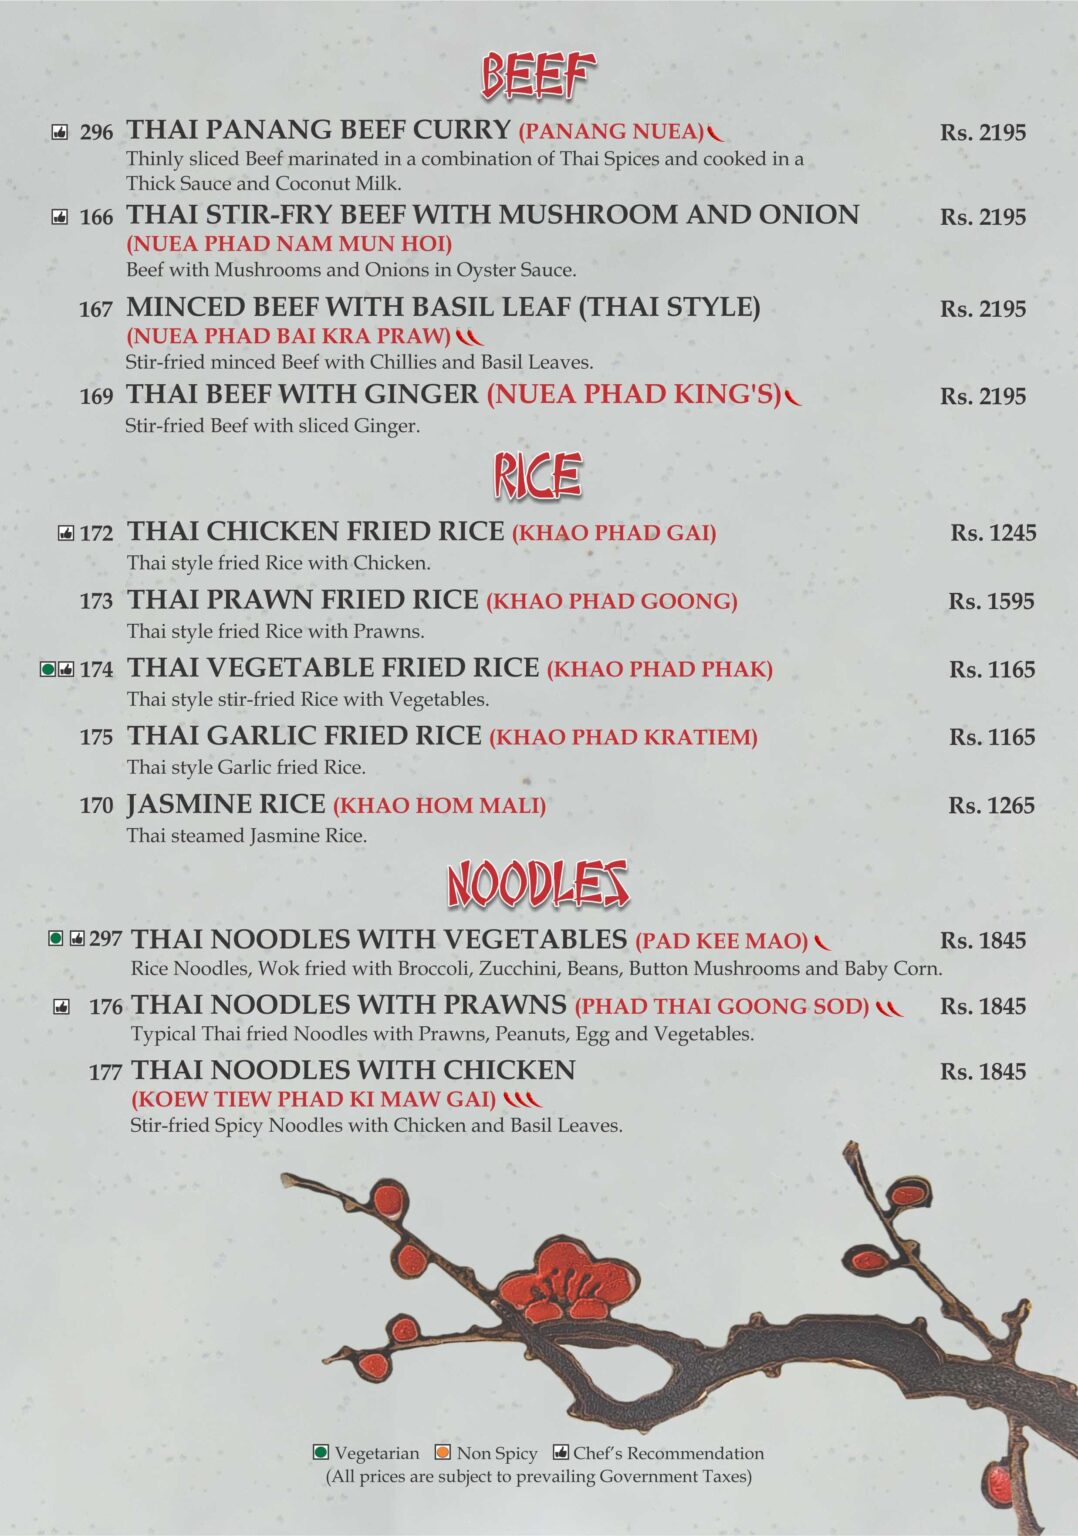 BEEF
296 THAI PANANG BEEF CURRY (PANANG NUEA) Rs. 2195
Thinly sliced Beef marinated in a combination of Thai Spices and cooked in a
Thick Sauce and Coconut Milk.
166 THAI STIR-FRY BEEF WITH MUSHROOM AND ONION Rs. 2195
(NUEA PHAD NAM MUN HOI)
Beef with Mushrooms and Onions in Oyster Sauce.
167 MINCED BEEF WITH BASIL LEAF (THAI STYLE) Rs. 2195
(NUEA PHAD BAI KRA PRAW)
Stir-fried minced Beef with Chillies and Basil Leaves.
169 THAI BEEF WITH GINGER (NUEA PHAD KING'S) Rs. 2195
Stir-fried Beef with sliced Ginger.
RICE
172 THAI CHICKEN FRIED RICE (KHAO PHAD GAI) Rs. 1245
Thai style fried Rice with Chicken.
173 THAI PRAWN FRIED RICE (KHAO PHAD GOONG) Rs. 1595
Thai style fried Rice with Prawns.
174 THAI VEGETABLE FRIED RICE (KHAO PHAD PHAK) Rs. 1165
Thai style stir-fried Rice with Vegetables.
175 THAI GARLIC FRIED RICE (KHAO PHAD KRATIEM) Rs. 1165
Thai style Garlic fried Rice.
170 JASMINE RICE (KHAO HOM MALI) Rs. 1265
Thai steamed Jasmine Rice.
NOODLES
297 THAI NOODLES WITH VEGETABLES (PAD KEE MAO) Rs. 1845
Rice Noodles, Wok fried with Broccoli, Zucchini, Beans, Button Mushrooms and Baby Corn.
176 THAI NOODLES WITH PRAWNS (PHAD THAI GOONG SOD) Rs. 1845
Typical Thai fried Noodles with Prawns, Peanuts, Egg and Vegetables.
177 THAI NOODLES WITH CHICKEN Rs. 1845
(KOEW TIEW PHAD KI MAW GAI)
Stir-fried Spicy Noodles with Chicken and Basil Leaves.
Vegetarian Non Spicy Chef's Recommendation
(All prices are subject to prevailing Government Taxes)